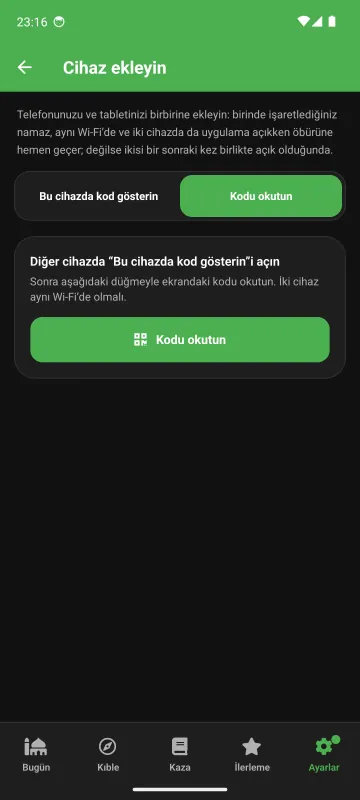 23:16
Cihaz ekleyin
Telefonunuzu ve tabletinizi birbirine ekleyin: birinde işaretlediğiniz
namaz, aynı Wi-Fi’de ve iki cihazda da uygulama açıkken öbürüne
hemen geçer; değilse ikisi bir sonraki kez birlikte açık olduğunda.
Bu cihazda kod gösterin
Kodu okutun
Diğer cihazda “Bu cihazda kod gösterin”i açın
Sonra aşağıdaki düğmeyle ekrandaki kodu okutun. İki cihaz
aynı Wi-Fi’de olmalı.
Kodu okutun
Bugün
Kıble
Kaza
İlerleme
Ayarlar